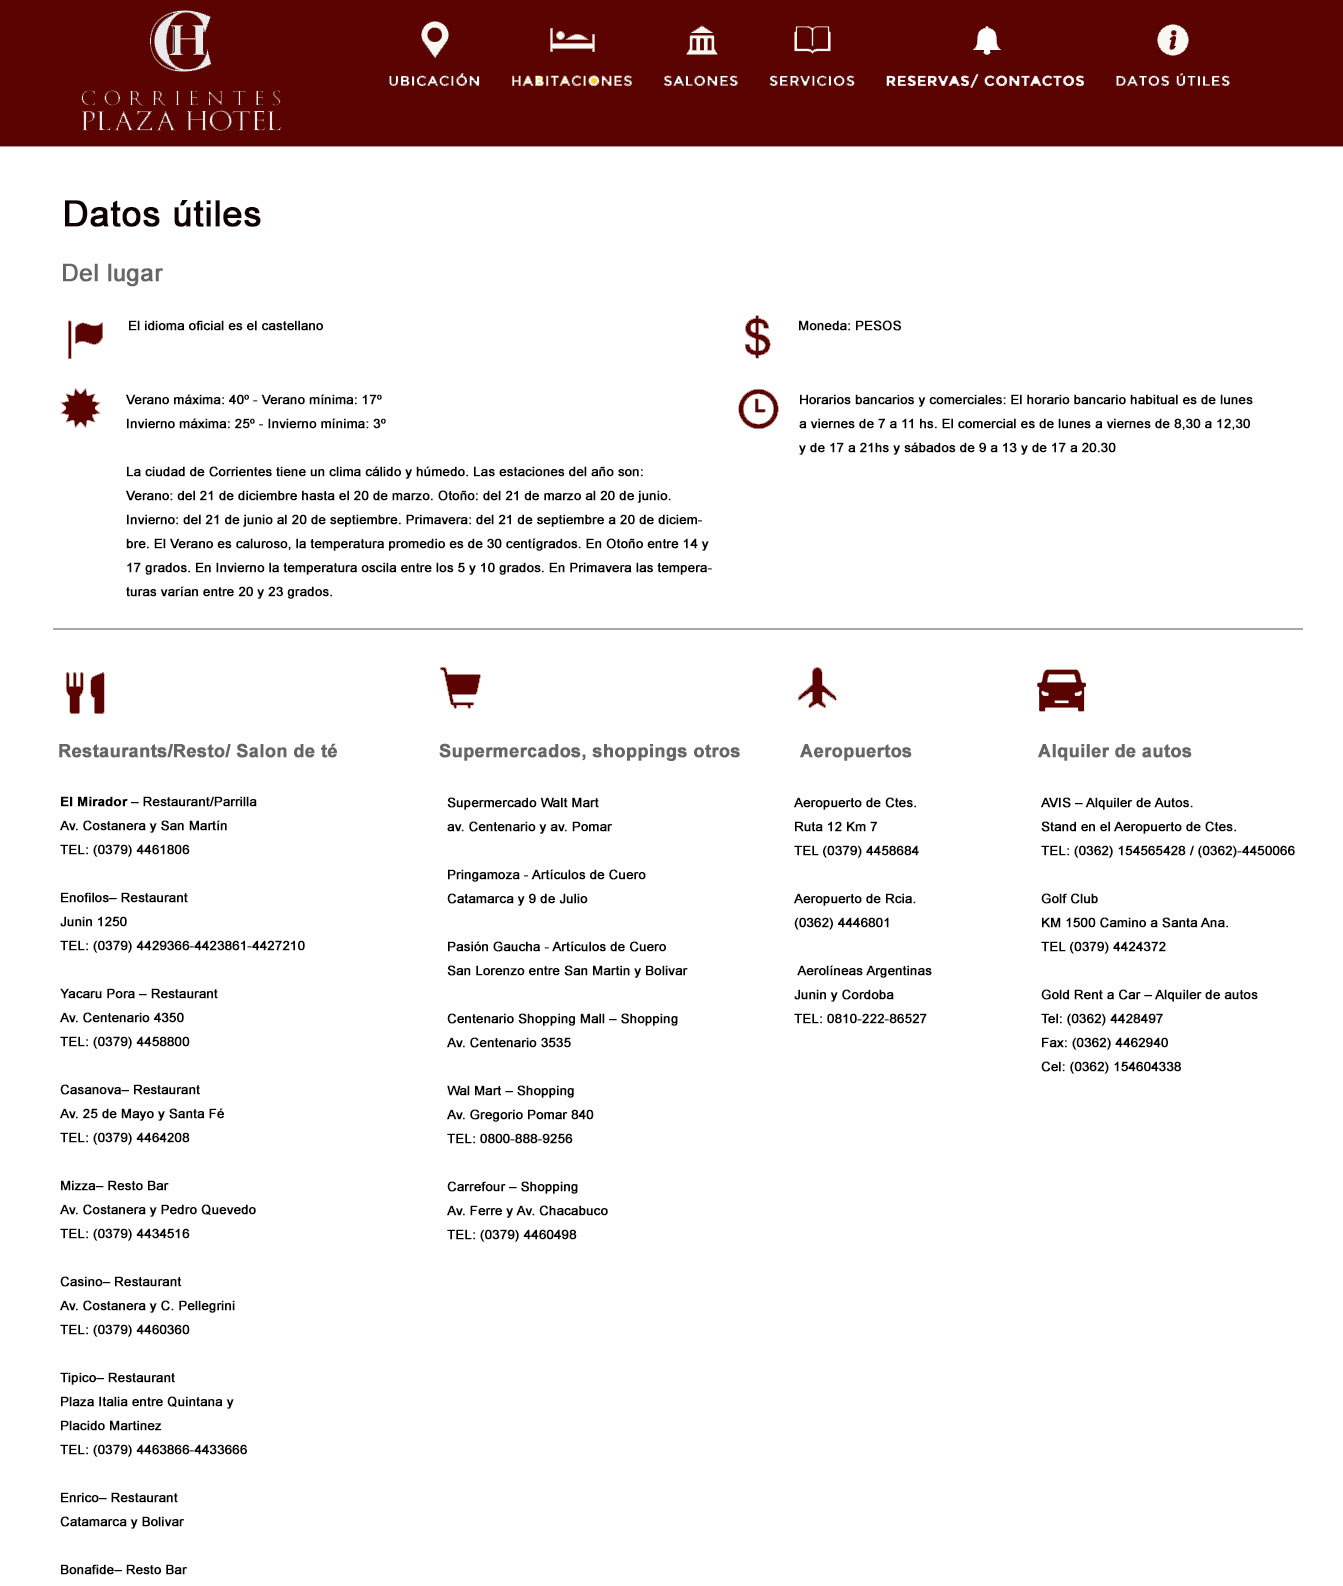 CH
CORRIENTES
PLAZA HOTEL
UBICACIÓN
HABITACIONES
SALONES
SERVICIOS
RESERVAS/ CONTACTOS
DATOS ÚTILES
Datos útiles
Del lugar
El idioma oficial es el castellano
$
Moneda: PESOS
Verano máxima: 40º - Verano mínima: 17º
Invierno máxima: 25º - Invierno mínima: 3º
La ciudad de Corrientes tiene un clima cálido y húmedo. Las estaciones del año son:
Verano: del 21 de diciembre hasta el 20 de marzo. Otoño: del 21 de marzo al 20 de junio.
Invierno: del 21 de junio al 20 de septiembre. Primavera: del 21 de septiembre a 20 de diciem-
bre. El Verano es caluroso, la temperatura promedio es de 30 centígrados. En Otoño entre 14 y
17 grados. En Invierno la temperatura oscila entre los 5 y 10 grados. En Primavera las tempera-
turas varían entre 20 y 23 grados.
Horarios bancarios y comerciales: El horario bancario habitual es de lunes
a viernes de 7 a 11 hs. El comercial es de lunes a viernes de 8,30 a 12,30
y de 17 a 21hs y sábados de 9 a 13 y de 17 a 20.30
Restaurants/Resto/ Salon de té
El Mirador – Restaurant/Parrilla
Av. Costanera y San Martín
TEL: (0379) 4461806
Enofilos– Restaurant
Junin 1250
TEL: (0379) 4429366-4423861-4427210
Yacaru Pora – Restaurant
Av. Centenario 4350
TEL: (0379) 4458800
Casanova– Restaurant
Av. 25 de Mayo y Santa Fé
TEL: (0379) 4464208
Mizza– Resto Bar
Av. Costanera y Pedro Quevedo
TEL: (0379) 4434516
Casino– Restaurant
Av. Costanera y C. Pellegrini
TEL: (0379) 4460360
Tipico– Restaurant
Plaza Italia entre Quintana y
Placido Martinez
TEL: (0379) 4463866-4433666
Enrico– Restaurant
Catamarca y Bolivar
Bonafide– Resto Bar
Supermercados, shoppings otros
Supermercado Walt Mart
av. Centenario y av. Pomar
Pringamoza - Artículos de Cuero
Catamarca y 9 de Julio
Pasión Gaucha - Artículos de Cuero
San Lorenzo entre San Martin y Bolivar
Centenario Shopping Mall – Shopping
Av. Centenario 3535
Wal Mart – Shopping
Av. Gregorio Pomar 840
TEL: 0800-888-9256
Carrefour – Shopping
Av. Ferre y Av. Chacabuco
TEL: (0379) 4460498
Aeropuertos
Aeropuerto de Ctes.
Ruta 12 Km 7
TEL (0379) 4458684
Aeropuerto de Rcia.
(0362) 4446801
Aerolíneas Argentinas
Junin y Cordoba
TEL: 0810-222-86527
Alquiler de autos
AVIS – Alquiler de Autos.
Stand en el Aeropuerto de Ctes.
TEL: (0362) 154565428 / (0362)-4450066
Golf Club
KM 1500 Camino a Santa Ana.
TEL (0379) 4424372
Gold Rent a Car – Alquiler de autos
Tel: (0362) 4428497
Fax: (0362) 4462940
Cel: (0362) 154604338